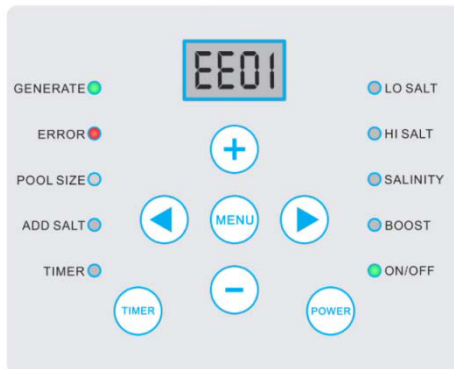 EE01
GENERATE
LO SALT
ERROR
HI SALT
+
POOL SIZE
SALINITY
ADD SALT
MENU
BOOST
TIMER
ON/OFF
−
TIMER
POWER